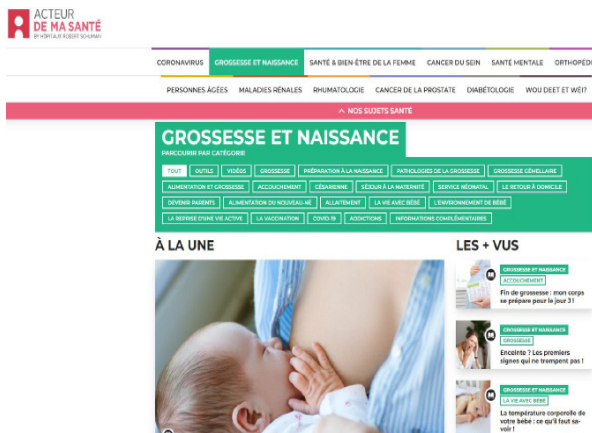 ACTEUR
DE MA SANTÉ
BY HÔPITAUX ROBERT SCHUMAN
CORONAVIRUS GROSSESSE ET NAISSANCE SANTÉ & BIEN-ÊTRE DE LA FEMME CANCER DU SEIN SANTÉ MENTALE ORTHOPÉDI
PERSONNES ÂGÉES MALADIES RÉNALES RHUMATOLOGIE CANCER DE LA PROSTATE DIABÉTOLOGIE WOU DEET ET WÉI?
NOS SUJETS SANTÉ
GROSSESSE ET NAISSANCE
PARCOURIR PAR CATÉGORIE
TOUT OUTILS VIDÉOS GROSSESSE PRÉPARATION À LA NAISSANCE PATHOLOGIES DE LA GROSSESSE GROSSESSE GÉMELLAIRE
ALIMENTATION ET GROSSESSE ACCOUCHEMENT CÉSARIENNE SÉJOUR À LA MATERNITÉ SERVICE NÉONATAL LE RETOUR À DOMICILE
DEVENIR PARENTS ALIMENTATION DU NOUVEAU-NÉ ALLAITEMENT LA VIE AVEC BÉBÉ L'ENVIRONNEMENT DE BÉBÉ
LA REPRISE D'UNE VIE ACTIVE LA VACCINATION COVID-19 ADDICTIONS INFORMATIONS COMPLÉMENTAIRES
À LA UNE
LES + VUS
GROSSESSE ET NAISSANCE
ACCOUCHEMENT
Fin de grossesse : mon corps
se prépare pour le jour J !
GROSSESSE ET NAISSANCE
GROSSESSE
Enceinte ? Les premiers
signes qui ne trompent pas !
GROSSESSE ET NAISSANCE
LA VIE AVEC BÉBÉ
La température corporelle de
votre bébé : ce qu'il faut sa-
voir !